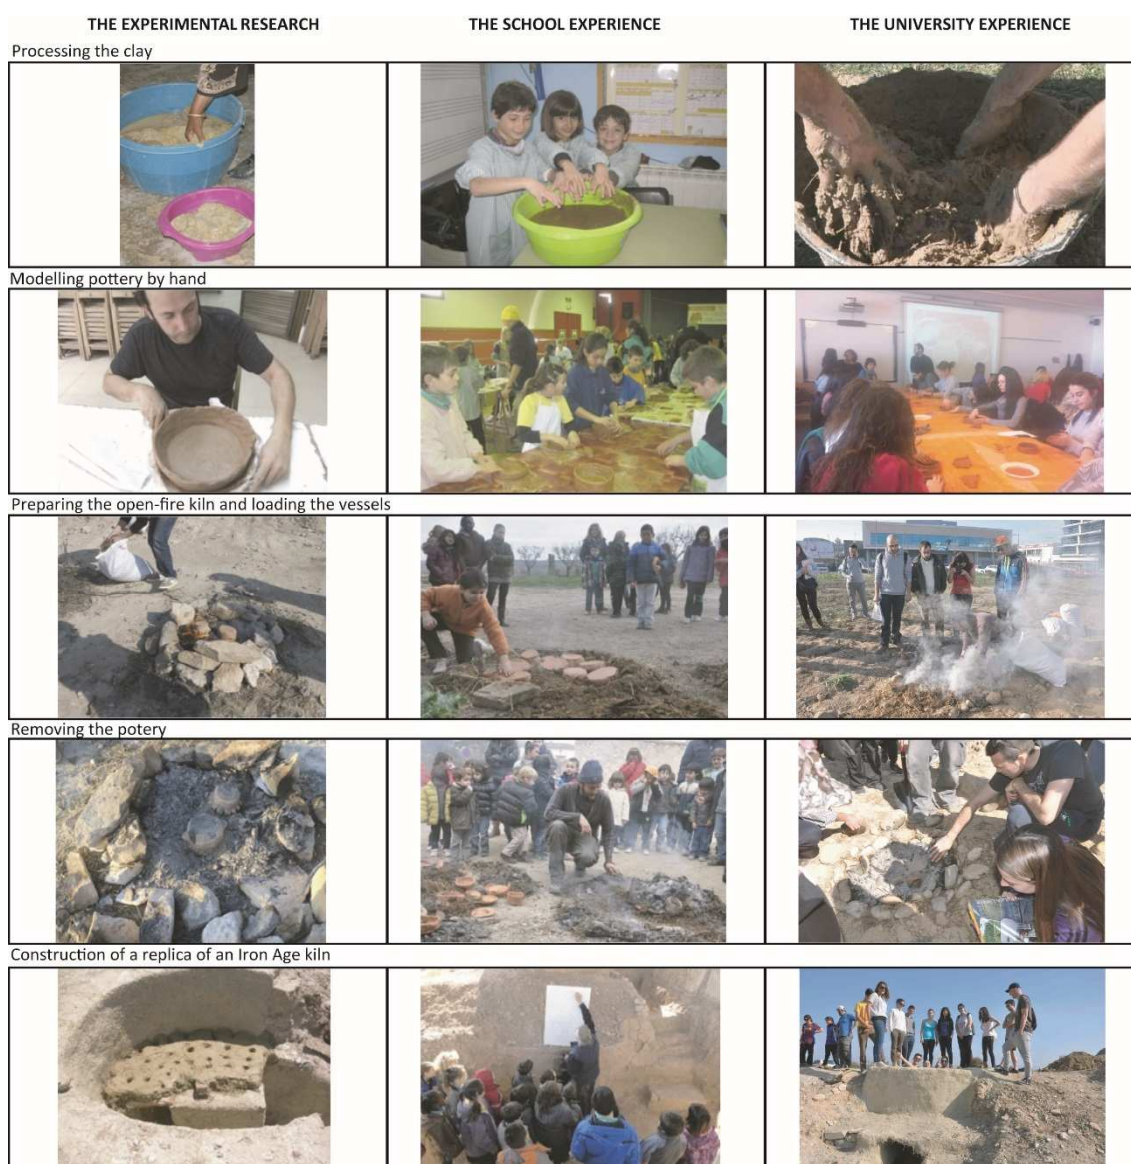 THE EXPERIMENTAL RESEARCH THE SCHOOL EXPERIENCE THE UNIVERSITY EXPERIENCE
Processing the clay
Modelling pottery by hand
Preparing the open-fire kiln and loading the vessels
Removing the potery
Construction of a replica of an Iron Age kiln